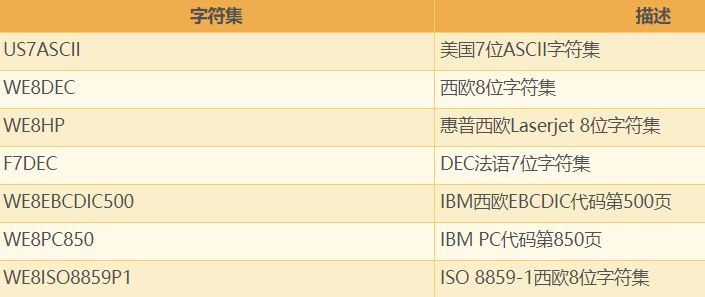 字符集 描述
US7ASCII 美国7位ASCII字符集
WE8DEC 西欧8位字符集
WE8HP 惠普西欧Laserjet 8位字符集
F7DEC DEC法语7位字符集
WE8EBCDIC500 IBM西欧EBCDIC代码第500页
WE8PC850 IBM PC代码第850页
WE8ISO8859P1 ISO 8859-1西欧8位字符集